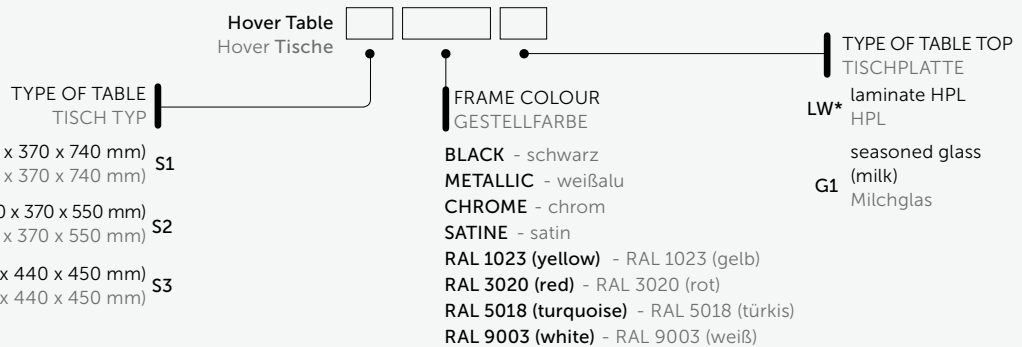 Hover Table
Hover Tische
TYPE OF TABLE
TISCH TYP
x 370 x 740 mm) S1
x 370 x 740 mm)
x 370 x 550 mm) S2
x 370 x 550 mm)
x 440 x 450 mm) S3
x 440 x 450 mm)
FRAME COLOUR
GESTELLFARBE
BLACK - schwarz
METALLIC - weißalu
CHROME - chrom
SATINE - satin
RAL 1023 (yellow) - RAL 1023 (gelb)
RAL 3020 (red) - RAL 3020 (rot)
RAL 5018 (turquoise) - RAL 5018 (türkis)
RAL 9003 (white) - RAL 9003 (weiß)
TYPE OF TABLE TOP
TISCHPLATTE
LW* laminate HPL
HPL
seasoned glass
G1 (milk)
Milchglas